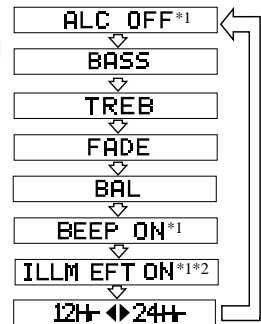 ALC OFF*1
BASS
TREB
FADE
BAL
BEEP ON*1
ILLM EFT ON*1*2
12H ◀▶ 24H